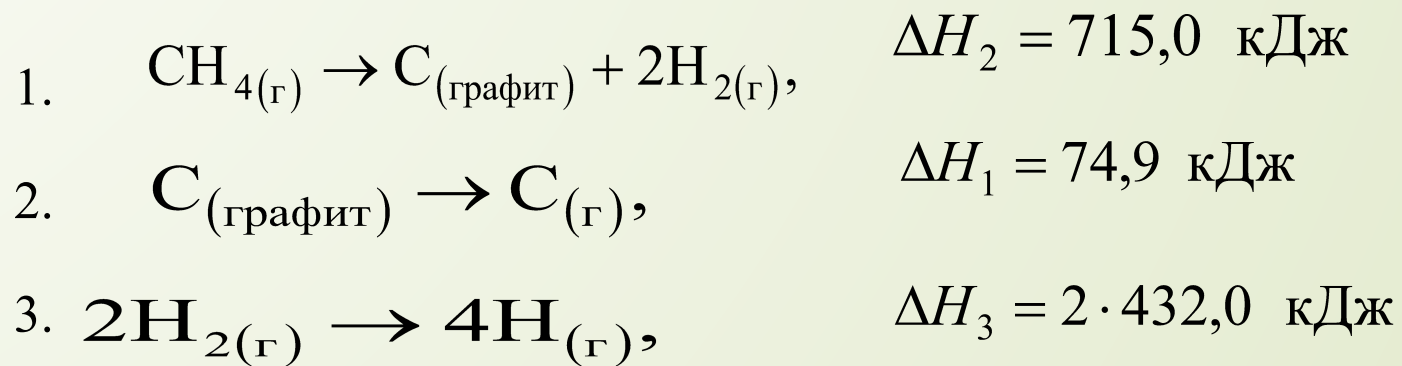 1. CH₄₍г₎ → C₍графит₎ + 2H₂₍г₎, ΔH₂ = 715,0 кДж
2. C₍графит₎ → C₍г₎, ΔH₁ = 74,9 кДж
3. 2H₂₍г₎ → 4H₍г₎, ΔH₃ = 2·432,0 кДж